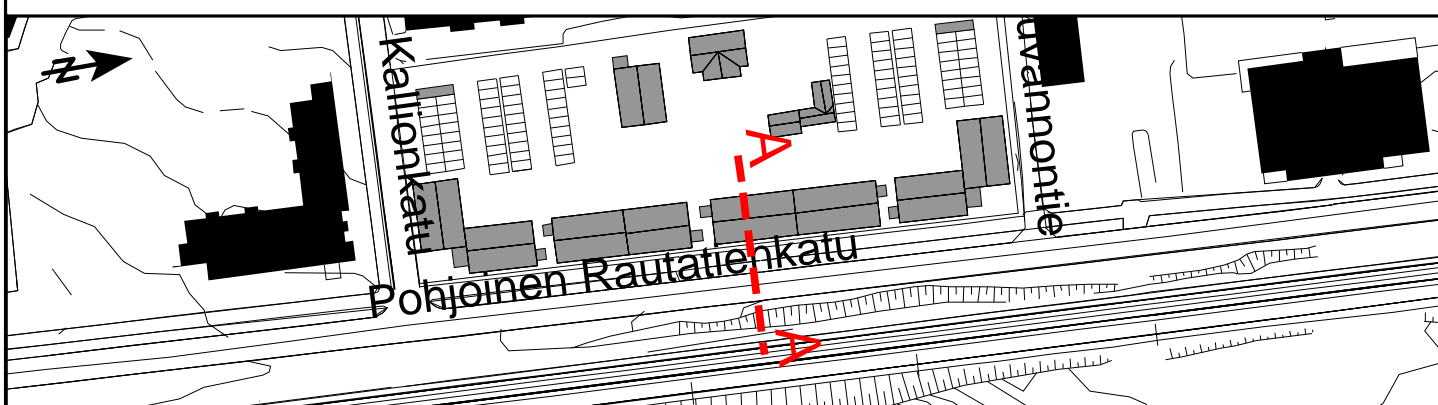 N
Kallionkatu
uvannontie
A
Pohjoinen Rautatienkatu
A